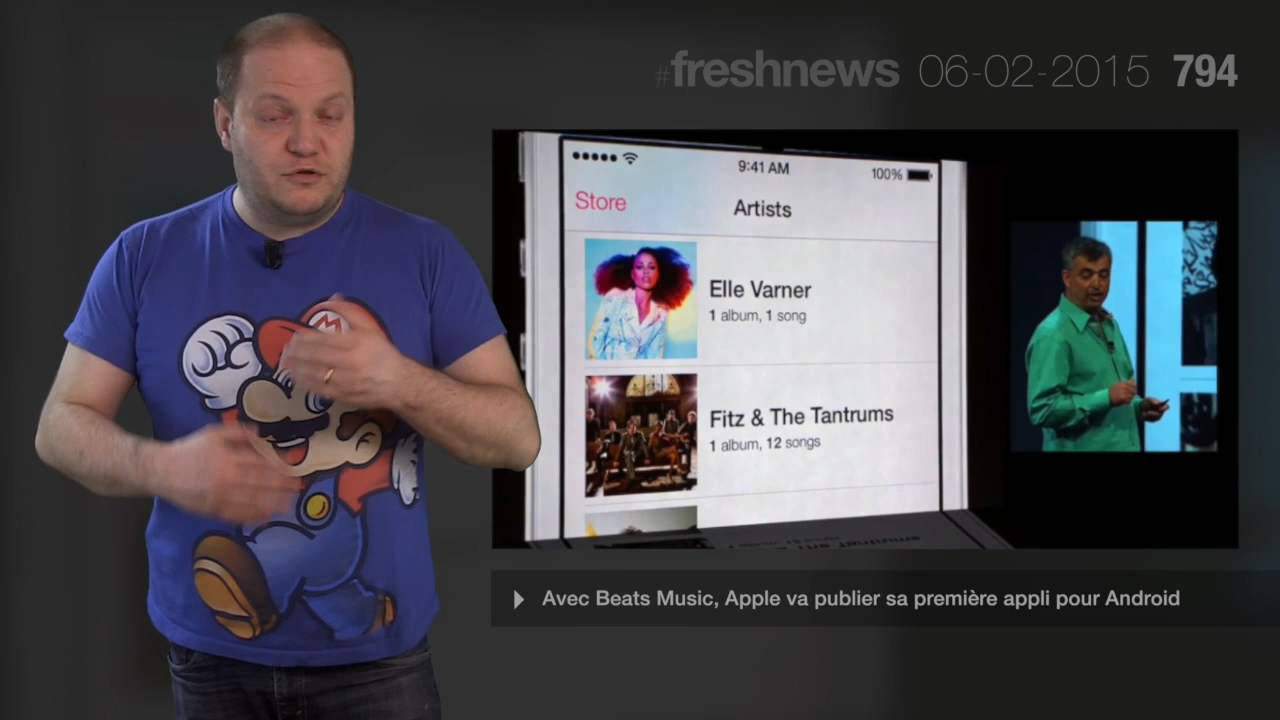 #freshnews 06-02-2015 794
9:41 AM
100%
Store
Artists
Elle Varner
1 album, 1 song
Fitz & The Tantrums
1 album, 12 songs
M
Avec Beats Music, Apple va publier sa première appli pour Android